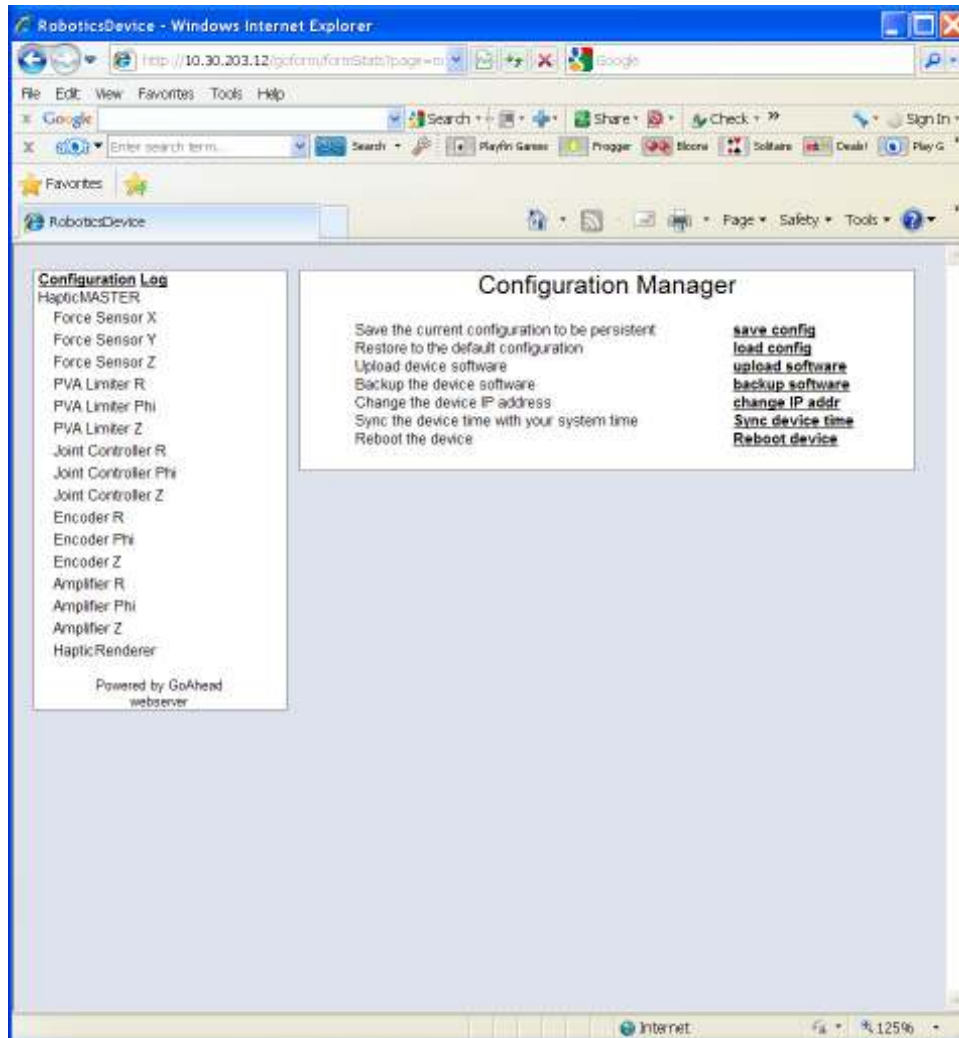 RoboticsDevice - Windows Internet Explorer
http://10.30.203.12/goform/formStats?page=m Google
File Edit View Favorites Tools Help
x Google Search Share Check » Sign In
X Enter search term... Search Playfin Games Frogger Bloons Solitaire Deals! Play G
Favorites
RoboticsDevice Page Safety Tools
Configuration Log
HapticMASTER
Force Sensor X
Force Sensor Y
Force Sensor Z
PVA Limiter R
PVA Limiter Phi
PVA Limiter Z
Joint Controller R
Joint Controller Phi
Joint Controller Z
Encoder R
Encoder Phi
Encoder Z
Amplifier R
Amplifier Phi
Amplifier Z
HapticRenderer
Powered by GoAhead
webserver
Configuration Manager
Save the current configuration to be persistent save config
Restore to the default configuration load config
Upload device software upload software
Backup the device software backup software
Change the device IP address change IP addr
Sync the device time with your system time Sync device time
Reboot the device Reboot device
Internet 125%